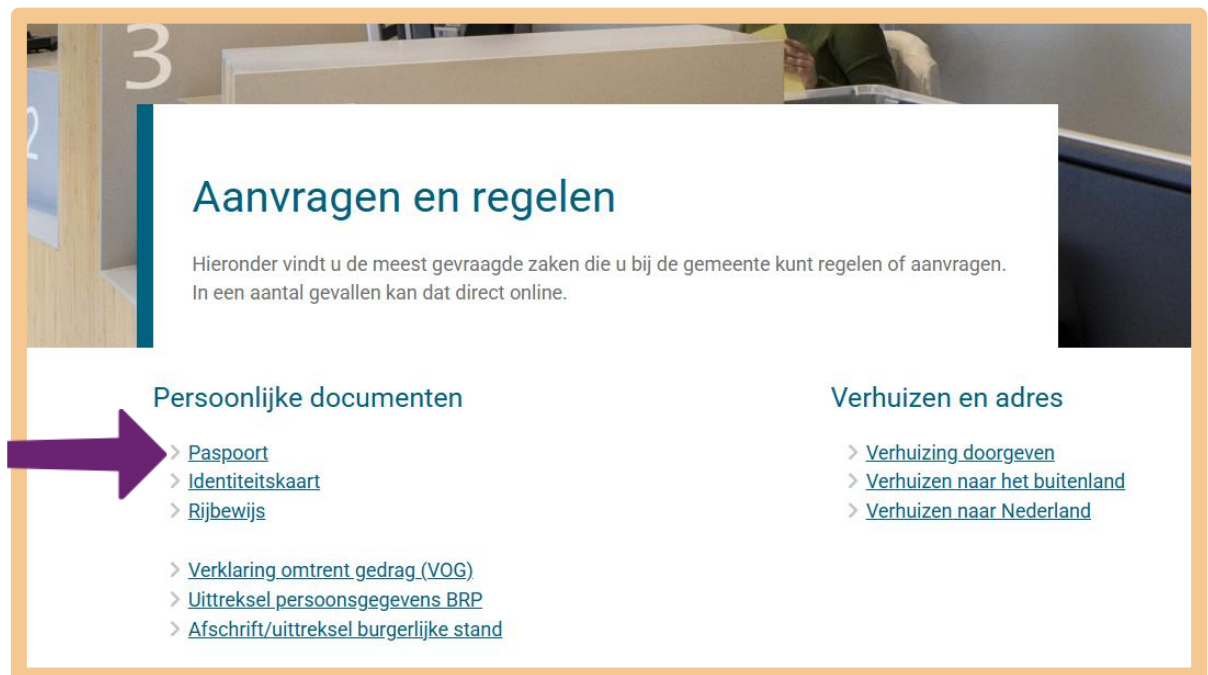 3
2
Aanvragen en regelen
Hieronder vindt u de meest gevraagde zaken die u bij de gemeente kunt regelen of aanvragen.
In een aantal gevallen kan dat direct online.
Persoonlijke documenten
Paspoort
Identiteitskaart
Rijbewijs
Verklaring omtrent gedrag (VOG)
Uittreksel persoonsgegevens BRP
Afschrift/uittreksel burgerlijke stand
Verhuizen en adres
Verhuizing doorgeven
Verhuizen naar het buitenland
Verhuizen naar Nederland